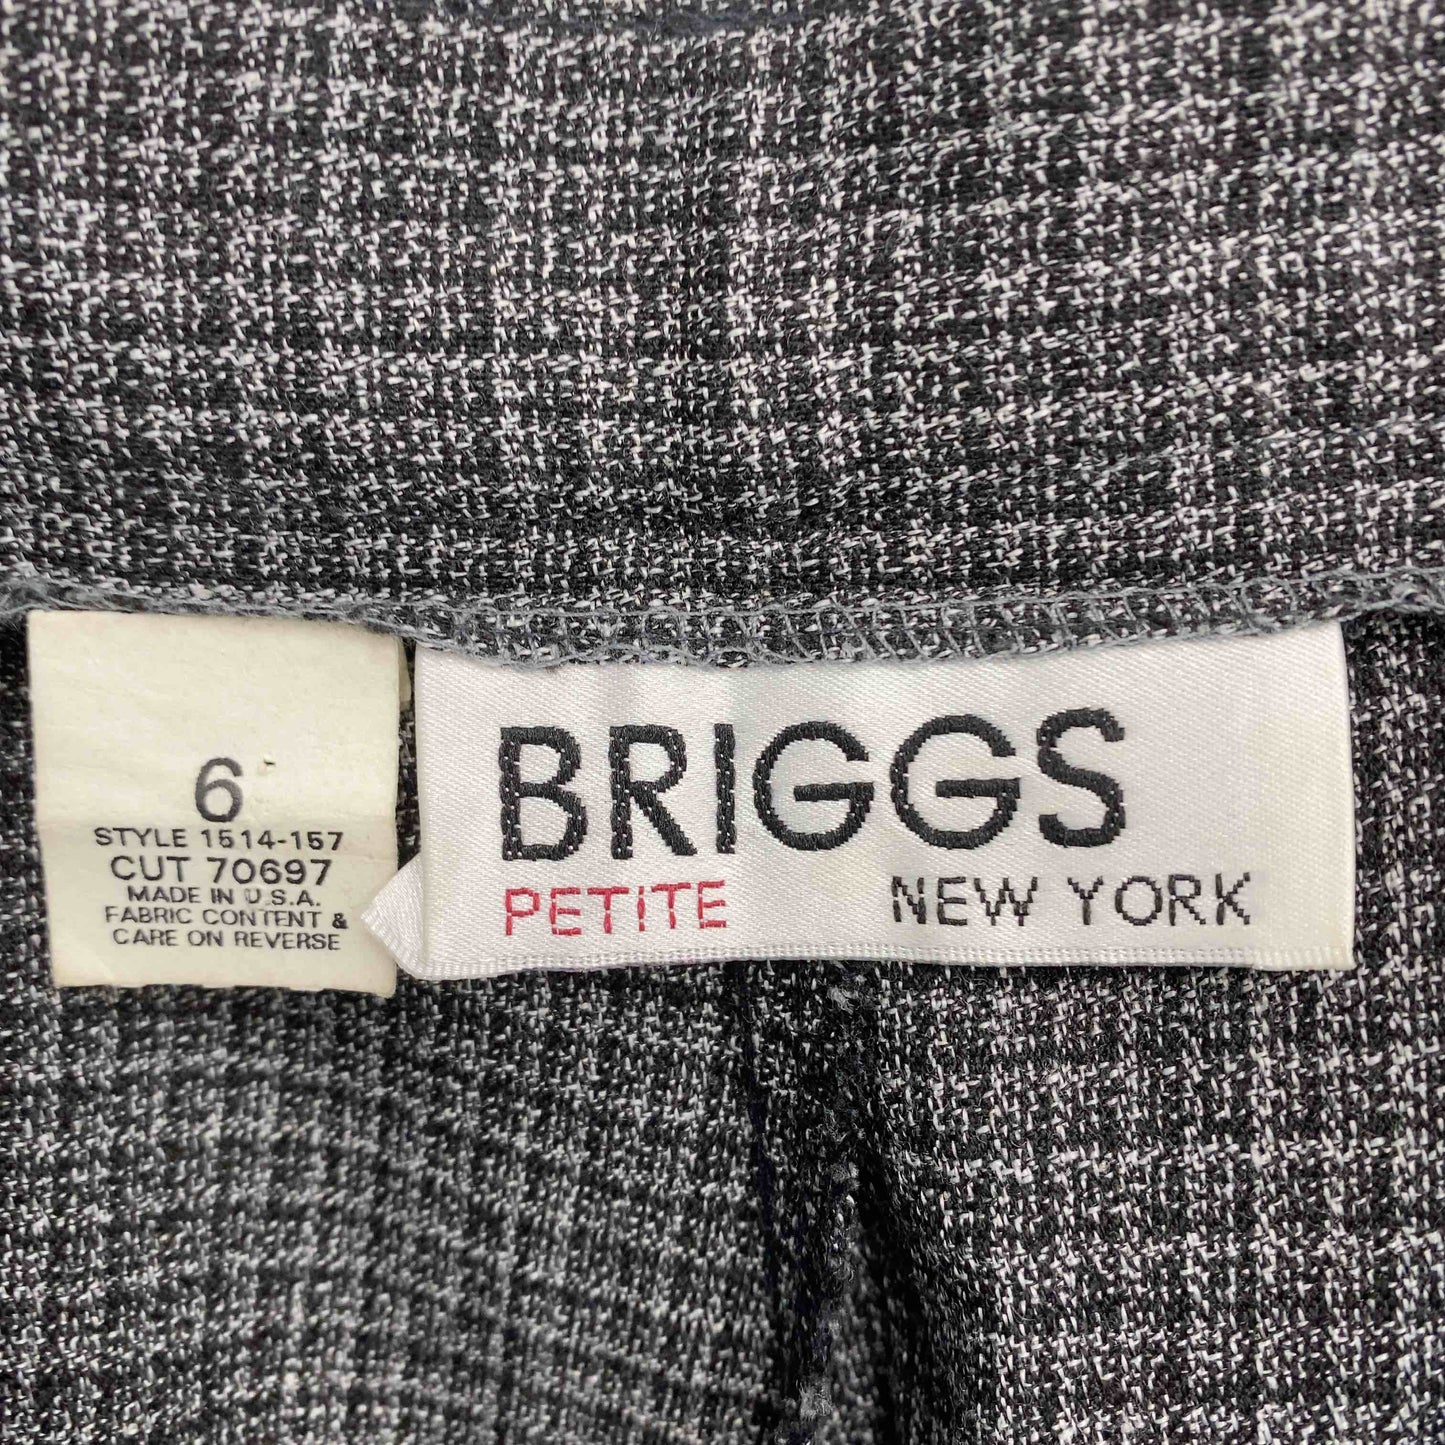 6
STYLE 1514-157
CUT 70697
MADE IN U.S.A.
FABRIC CONTENT &
CARE ON REVERSE
BRIGGS
PETITE NEW YORK